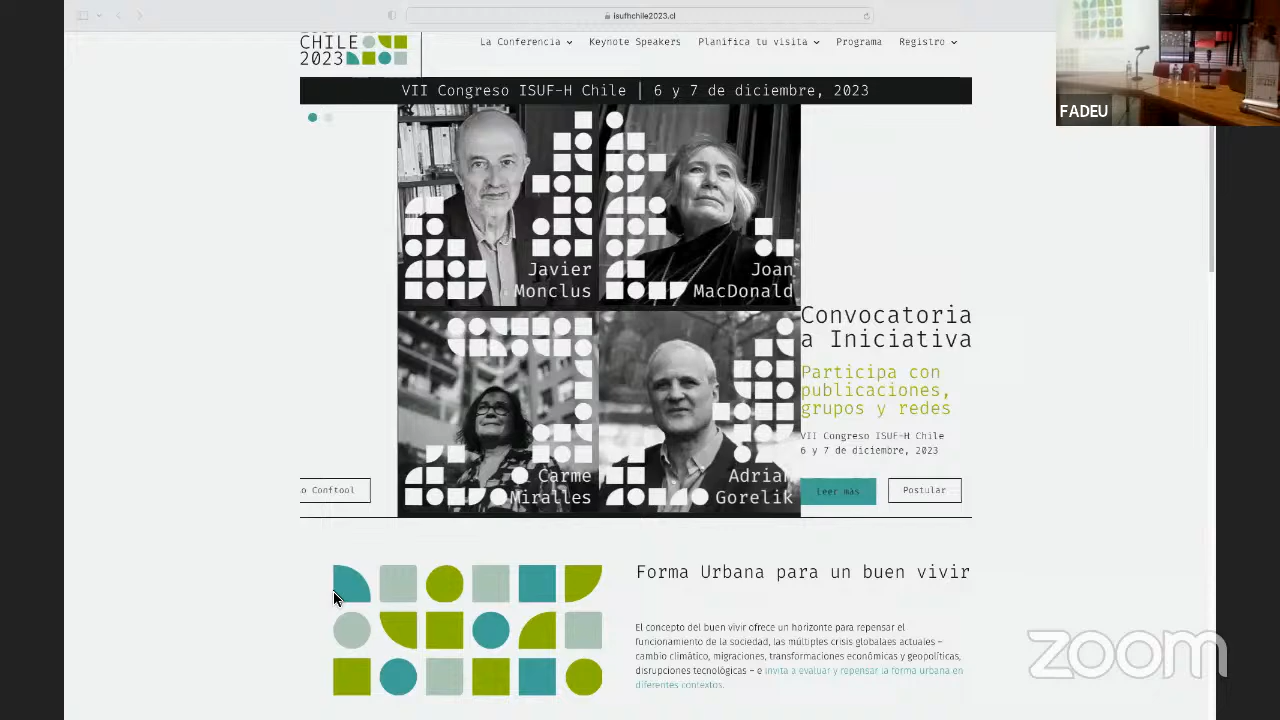 isufhchile2023.cl
CHILE
2023
La Conferencia
Keynote Speakers
Planifica tu visita
Programa
Registro
VII Congreso ISUF-H Chile | 6 y 7 de diciembre, 2023
FADEU
Javier
Monclus
Joan
MacDonald
Carme
Miralles
Adrian
Gorelik
Convocatoria
a Iniciativa
Participa con
publicaciones,
grupos y redes
VII Congreso ISUF-H Chile
6 y 7 de diciembre, 2023
o Conftool
Leer más
Postular
Forma Urbana para un buen vivir
El concepto del buen vivir ofrece un horizonte para repensar el
funcionamiento de la sociedad, las múltiples crisis globalaes actuales –
cambio climático, migraciones, transformaciones económicas y geopolíticas,
disrupciones tecnológicas – e invita a evaluar y repensar la forma urbana en
diferentes contextos.
zoom